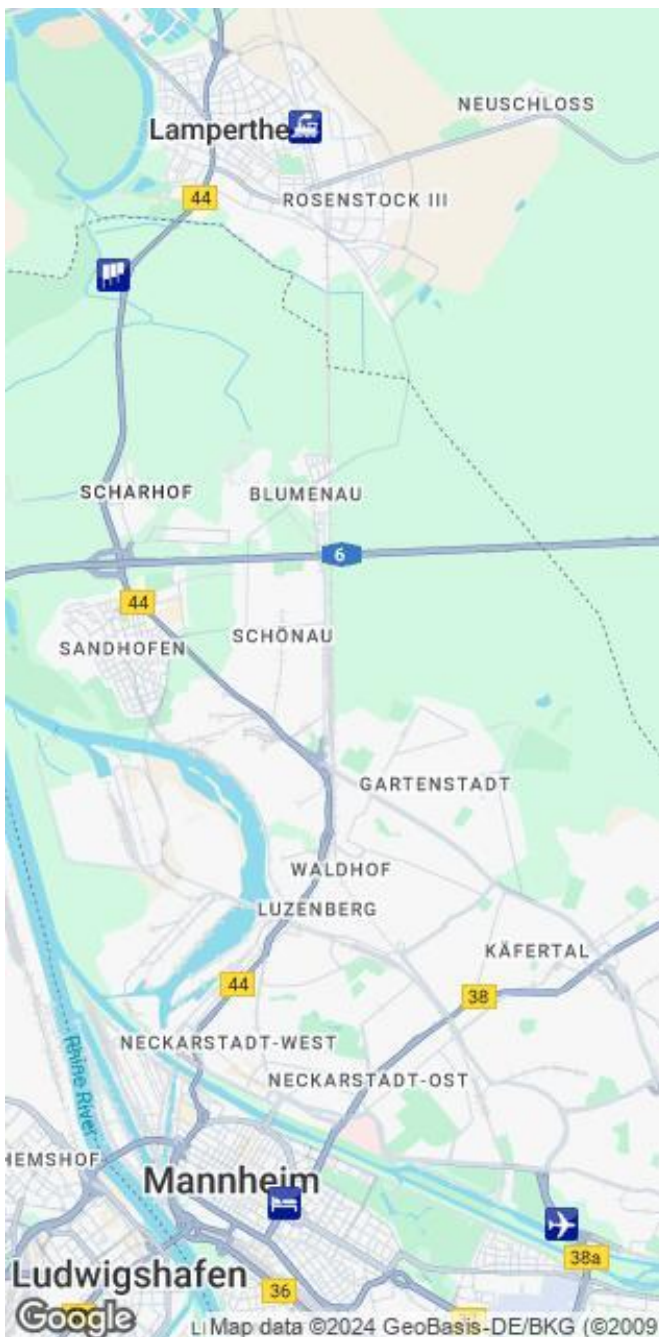 NEUSCHLOSS
Lamperthe
44
ROSENSTOCK III
SCHARHOF
BLUMENAU
6
44
SCHÖNAU
SANDHOFEN
GARTENSTADT
WALDHOF
LUZENBERG
KÄFERTAL
44
38
NECKARSTADT-WEST
Rhine River
NECKARSTADT-OST
HEMSHOF
Mannheim
38a
Ludwigshafen
36
Google
LI Map data ©2024 GeoBasis-DE/BKG (©2009